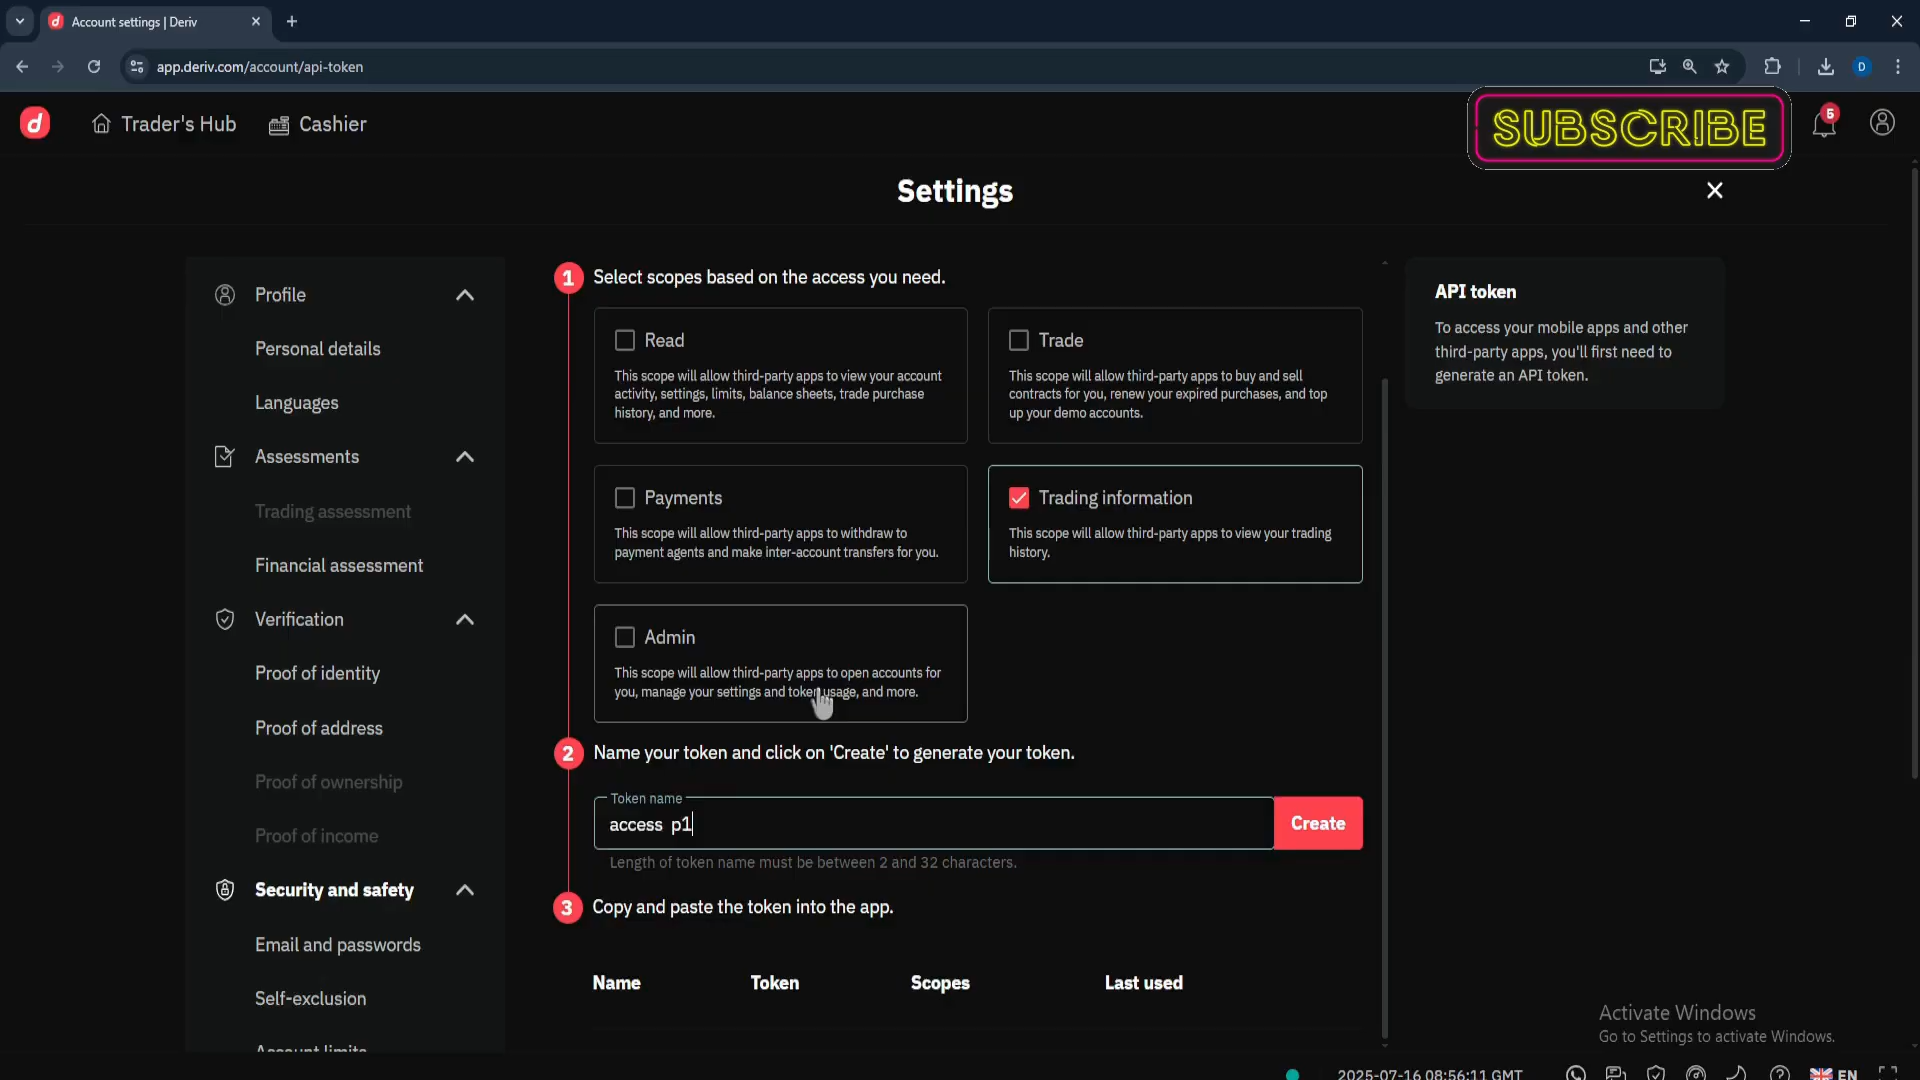 Account settings | Deriv
app.deriv.com/account/api-token
D
Trader's Hub
Cashier
SUBSCRIBE
6
Settings
Profile
Personal details
Languages
Assessments
Trading assessment
Financial assessment
Verification
Proof of identity
Proof of address
Proof of ownership
Proof of income
Security and safety
Email and passwords
Self-exclusion
Account limits
1
Select scopes based on the access you need.
Read
This scope will allow third-party apps to view your account
activity, settings, limits, balance sheets, trade purchase
history, and more.
Trade
This scope will allow third-party apps to buy and sell
contracts for you, renew your expired purchases, and top
up your demo accounts.
Payments
This scope will allow third-party apps to withdraw to
payment agents and make inter-account transfers for you.
Trading information
This scope will allow third-party apps to view your trading
history.
Admin
This scope will allow third-party apps to open accounts for
you, manage your settings and token usage, and more.
2
Name your token and click on 'Create' to generate your token.
Token name
access p1
Create
Length of token name must be between 2 and 32 characters.
3
Copy and paste the token into the app.
Name Token Scopes Last used
API token
To access your mobile apps and other
third-party apps, you'll first need to
generate an API token.
Activate Windows
Go to Settings to activate Windows.
2025-07-16 08:56:11 GMT
EN